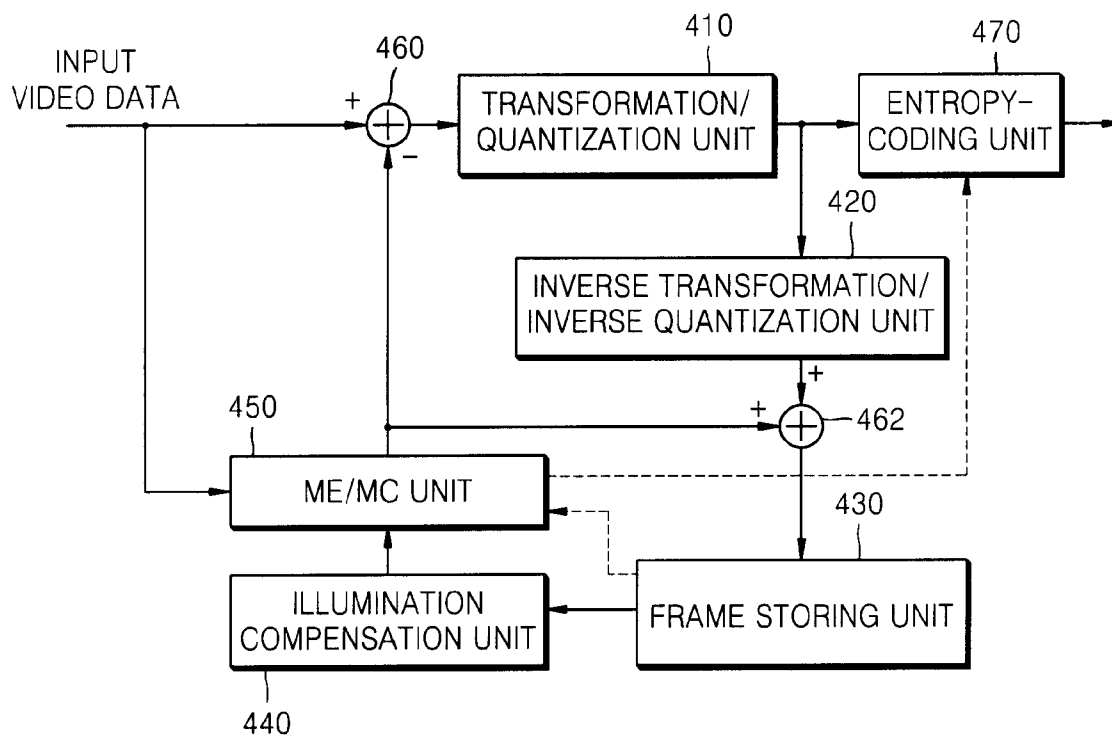 INPUT
VIDEO DATA
460
410
470
+
−
TRANSFORMATION/
QUANTIZATION UNIT
ENTROPY-
CODING UNIT
420
INVERSE TRANSFORMATION/
INVERSE QUANTIZATION UNIT
+
+
462
450
ME/MC UNIT
430
ILLUMINATION
COMPENSATION UNIT
FRAME STORING UNIT
440